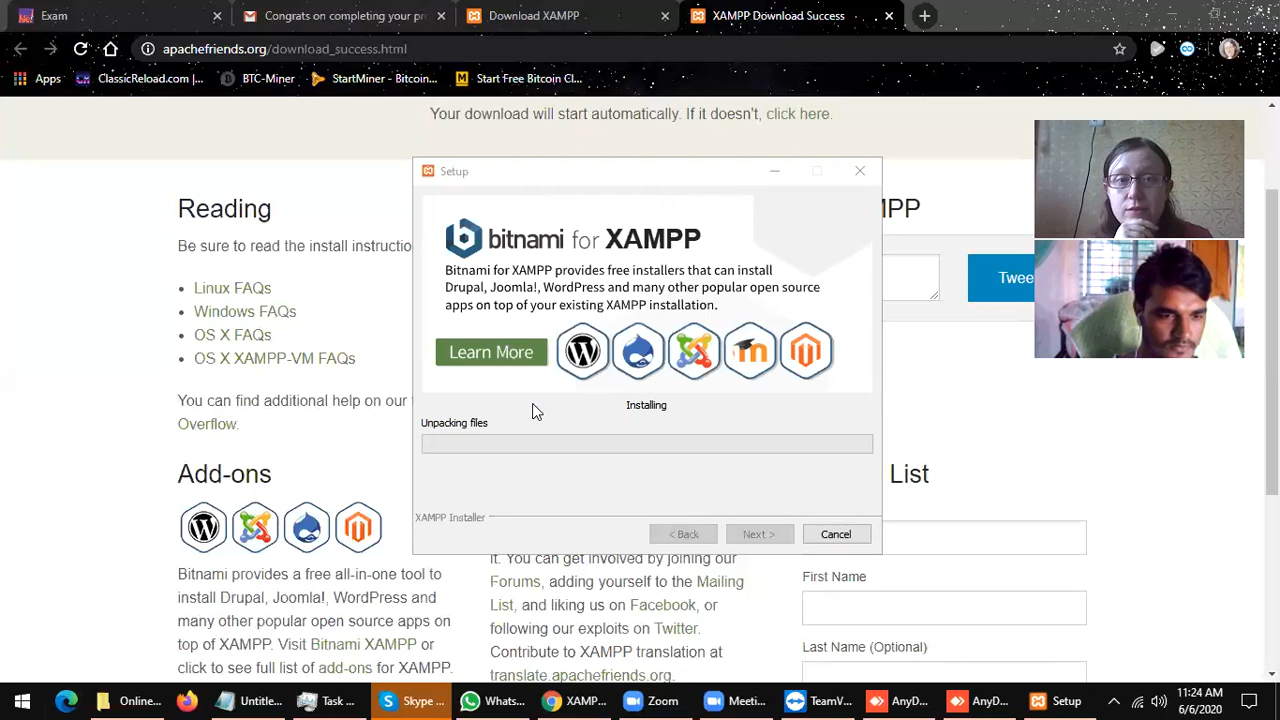 Exam
Congrats on completing your pr
Download XAMPP
XAMPP Download Success
apachefriends.org/download_success.html
Apps
ClassicReload.com |...
BTC-Miner
StartMiner - Bitcoin...
Start Free Bitcoin Cl...
Your download will start automatically. If it doesn't, click here.
Setup
Reading
Be sure to read the install instructio
Linux FAQs
Windows FAQs
OS X FAQs
OS X XAMPP-VM FAQs
You can find additional help on our
Overflow.
Add-ons
Bitnami provides a free all-in-one tool to
install Drupal, Joomla!, WordPress and
many other popular open source apps on
top of XAMPP. Visit Bitnami XAMPP or
click to see full list of add-ons for XAMPP.
bitnami for XAMPP
Bitnami for XAMPP provides free installers that can install
Drupal, Joomla!, WordPress and many other popular open source
apps on top of your existing XAMPP installation.
Learn More
Installing
Unpacking files
XAMPP Installer
< Back
Next >
Cancel
it. You can get involved by joining our
Forums, adding yourself to the Mailing
List, and liking us on Facebook, or
following our exploits on Twitter.
Contribute to XAMPP translation at
translate.apachefriends.org.
MPP
Twee
List
First Name
Last Name (Optional)
Online...
Untitle...
Task ...
Skype ...
Whats...
XAMP...
Zoom
Meeti...
TeamV...
AnyD...
AnyD...
Setup
11:24 AM
6/6/2020